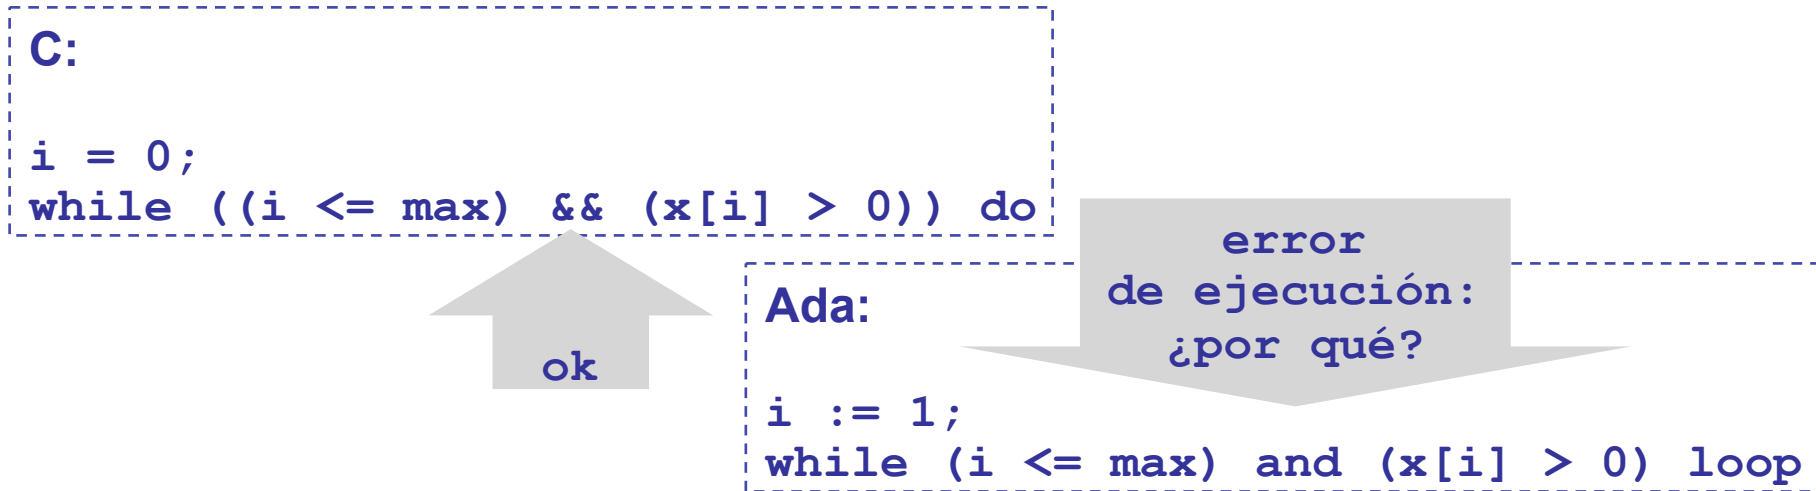 C:
i = 0;
while ((i <= max) && (x[i] > 0)) do
ok
error
de ejecución:
¿por qué?
Ada:
i := 1;
while (i <= max) and (x[i] > 0) loop